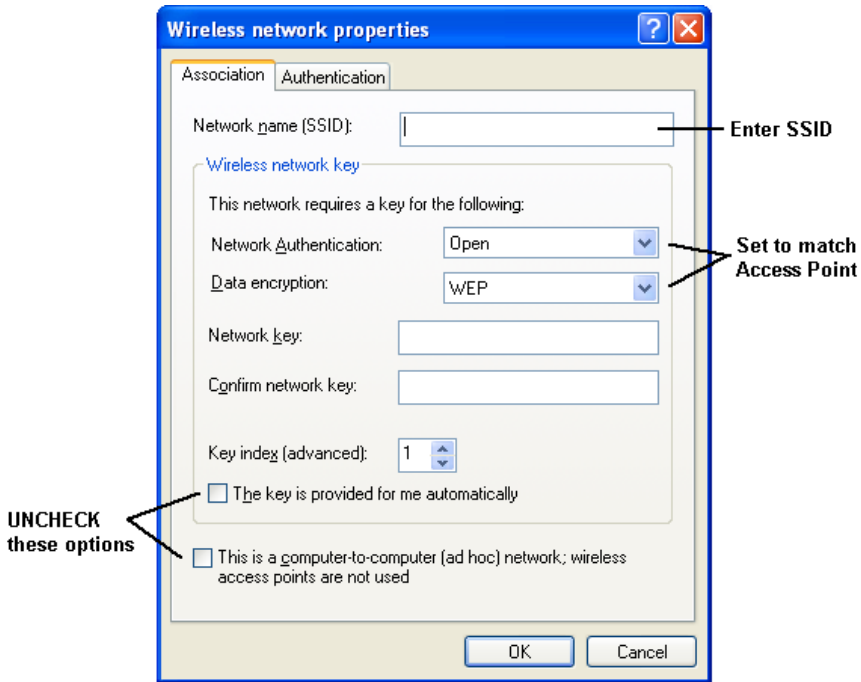 Wireless network properties
Association
Authentication
Network name (SSID):
Enter SSID
Wireless network key
This network requires a key for the following:
Network Authentication:
Open
Set to match
Access Point
Data encryption:
WEP
Network key:
Confirm network key:
Key index (advanced):
1
The key is provided for me automatically
UNCHECK
these options
This is a computer-to-computer (ad hoc) network; wireless
access points are not used
OK
Cancel